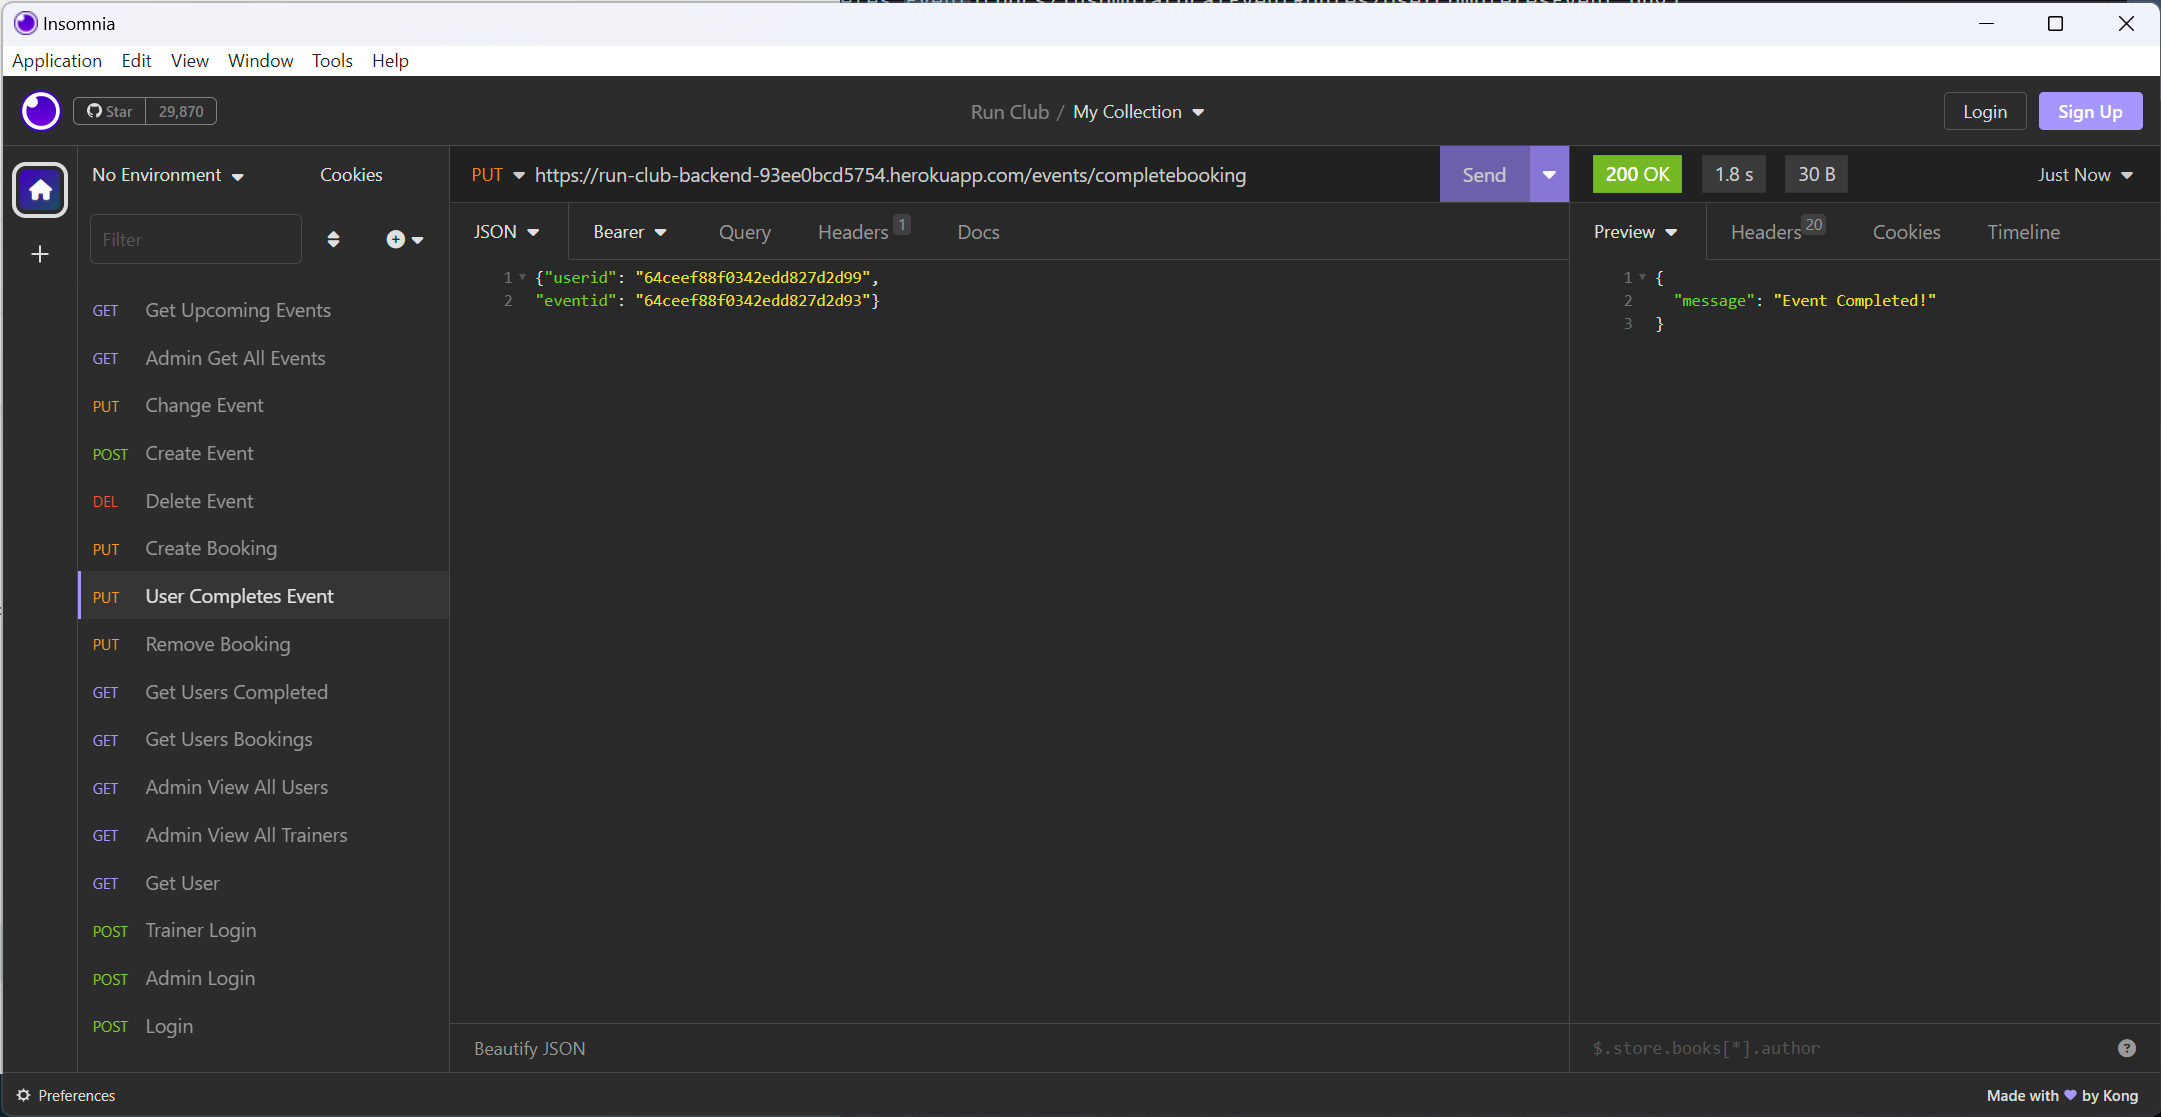 Insomnia
Application Edit View Window Tools Help
Star 29,870
Run Club / My Collection
Login Sign Up
No Environment Cookies
Filter
GET Get Upcoming Events
GET Admin Get All Events
PUT Change Event
POST Create Event
DEL Delete Event
PUT Create Booking
PUT User Completes Event
PUT Remove Booking
GET Get Users Completed
GET Get Users Bookings
GET Admin View All Users
GET Admin View All Trainers
GET Get User
POST Trainer Login
POST Admin Login
POST Login
PUT https://run-club-backend-93ee0bcd5754.herokuapp.com/events/completebooking Send
JSON Bearer Query Headers 1 Docs
1 {"userid": "64ceef88f0342edd827d2d99",
2 "eventid": "64ceef88f0342edd827d2d93"}
Beautify JSON
200 OK 1.8 s 30 B Just Now
Preview Headers 20 Cookies Timeline
1 {
2 "message": "Event Completed!"
3 }
$.store.books[*].author ?
Preferences
Made with by Kong